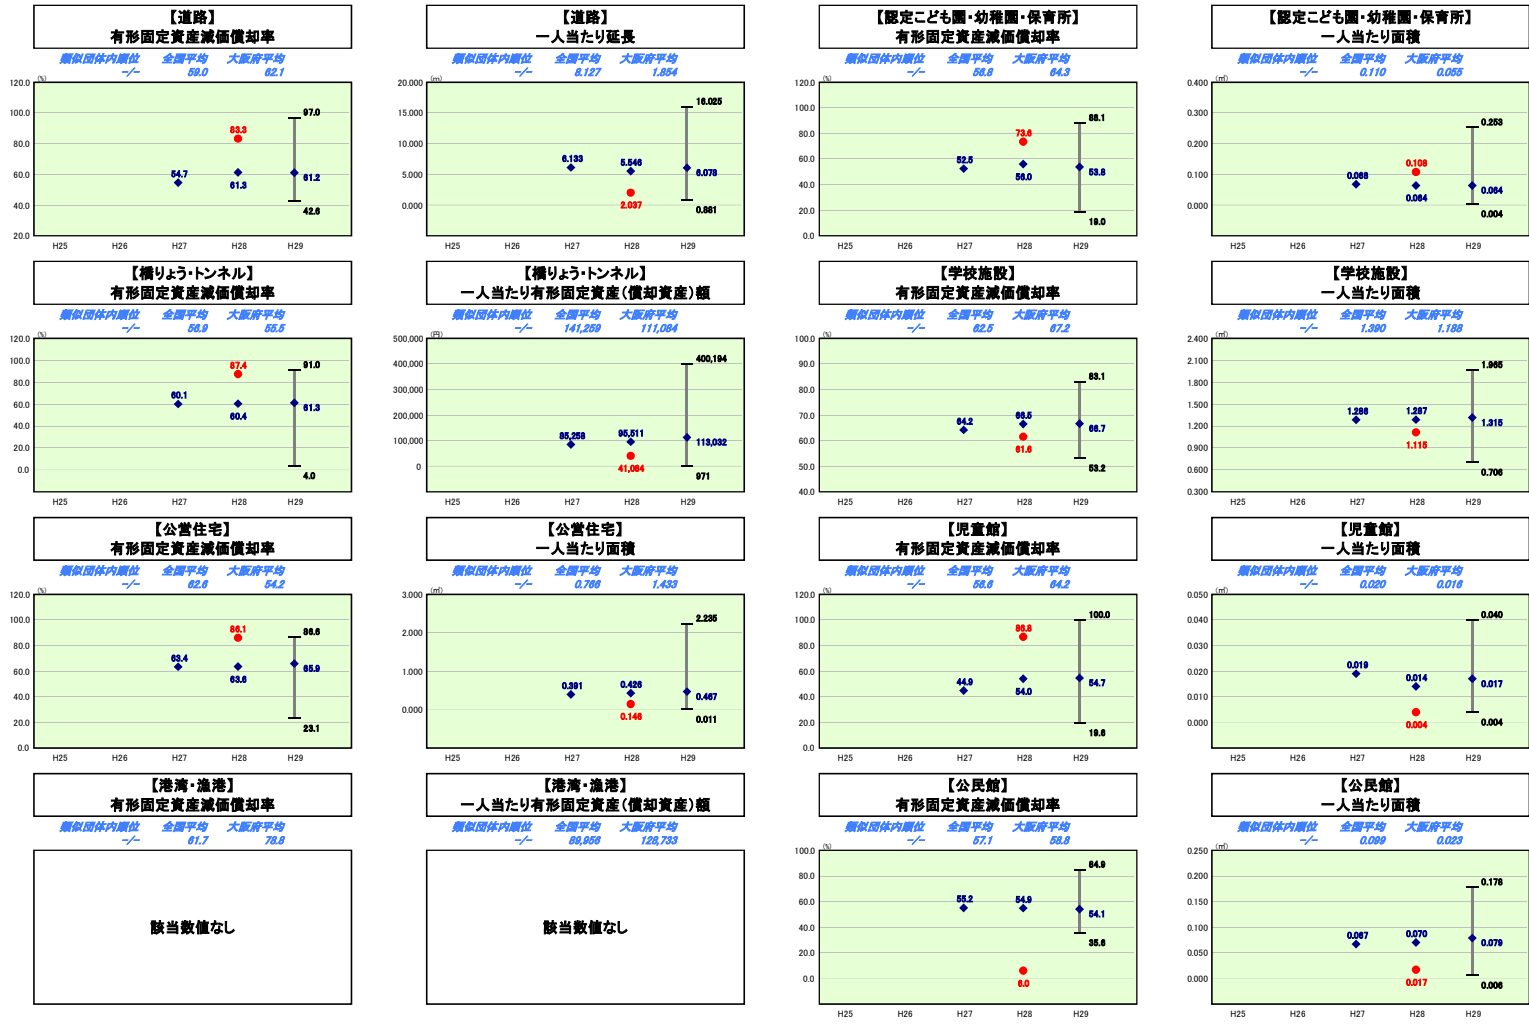 【道路】
有形固定資産減価償却率
類似団体内順位 全国平均 大阪府平均
-/- 59.0 62.1
(%)
120.0
100.0
80.0
60.0
40.0
20.0
97.0
83.3
54.7
61.3
61.2
42.6
H25 H26 H27 H28 H29
【道路】
一人当たり延長
類似団体内順位 全国平均 大阪府平均
-/- 8.127 1.854
(m)
20.000
15.000
10.000
5.000
0.000
16.025
6.133
5.546
6.078
2.037
0.881
H25 H26 H27 H28 H29
【認定こども園・幼稚園・保育所】
有形固定資産減価償却率
類似団体内順位 全国平均 大阪府平均
-/- 56.8 64.3
(%)
120.0
100.0
80.0
60.0
40.0
20.0
0.0
88.1
73.6
52.5
56.0
53.8
19.0
H25 H26 H27 H28 H29
【認定こども園・幼稚園・保育所】
一人当たり面積
類似団体内順位 全国平均 大阪府平均
-/- 0.110 0.055
(㎡)
0.400
0.300
0.200
0.100
0.000
0.253
0.108
0.068
0.064
0.064
0.004
H25 H26 H27 H28 H29
【橋りょう・トンネル】
有形固定資産減価償却率
類似団体内順位 全国平均 大阪府平均
-/- 56.9 55.5
(%)
120.0
100.0
80.0
60.0
40.0
20.0
0.0
91.0
87.4
60.1
60.4
61.3
4.0
H25 H26 H27 H28 H29
【橋りょう・トンネル】
一人当たり有形固定資産(償却資産)額
類似団体内順位 全国平均 大阪府平均
-/- 141,259 111,084
(円)
500,000
400,000
300,000
200,000
100,000
0
400,194
85,258
95,511
113,032
41,084
971
H25 H26 H27 H28 H29
【学校施設】
有形固定資産減価償却率
類似団体内順位 全国平均 大阪府平均
-/- 62.5 67.2
(%)
100.0
90.0
80.0
70.0
60.0
50.0
40.0
83.1
64.2
66.5
66.7
61.6
53.2
H25 H26 H27 H28 H29
【学校施設】
一人当たり面積
類似団体内順位 全国平均 大阪府平均
-/- 1.390 1.188
(㎡)
2.400
2.100
1.800
1.500
1.200
0.900
0.600
0.300
1.965
1.286
1.287
1.315
1.115
0.706
H25 H26 H27 H28 H29
【公営住宅】
有形固定資産減価償却率
類似団体内順位 全国平均 大阪府平均
-/- 62.6 54.2
(%)
120.0
100.0
80.0
60.0
40.0
20.0
0.0
86.6
86.1
63.4
63.6
65.9
23.1
H25 H26 H27 H28 H29
【公営住宅】
一人当たり面積
類似団体内順位 全国平均 大阪府平均
-/- 0.766 1.433
(㎡)
3.000
2.000
1.000
0.000
2.235
0.391
0.426
0.467
0.146
0.011
H25 H26 H27 H28 H29
【児童館】
有形固定資産減価償却率
類似団体内順位 全国平均 大阪府平均
-/- 56.6 64.2
(%)
120.0
100.0
80.0
60.0
40.0
20.0
0.0
100.0
86.8
44.9
54.0
54.7
19.6
H25 H26 H27 H28 H29
【児童館】
一人当たり面積
類似団体内順位 全国平均 大阪府平均
-/- 0.020 0.016
(㎡)
0.050
0.040
0.030
0.020
0.010
0.000
0.040
0.019
0.014
0.017
0.004
0.004
H25 H26 H27 H28 H29
【港湾・漁港】
有形固定資産減価償却率
類似団体内順位 全国平均 大阪府平均
-/- 61.7 78.8
該当数値なし
【港湾・漁港】
一人当たり有形固定資産(償却資産)額
類似団体内順位 全国平均 大阪府平均
-/- 89,956 128,733
該当数値なし
【公民館】
有形固定資産減価償却率
類似団体内順位 全国平均 大阪府平均
-/- 57.1 58.8
(%)
100.0
80.0
60.0
40.0
20.0
0.0
84.9
55.2
54.9
54.1
35.6
6.0
H25 H26 H27 H28 H29
【公民館】
一人当たり面積
類似団体内順位 全国平均 大阪府平均
-/- 0.099 0.023
(㎡)
0.250
0.200
0.150
0.100
0.050
0.000
0.178
0.067
0.070
0.079
0.017
0.006
H25 H26 H27 H28 H29